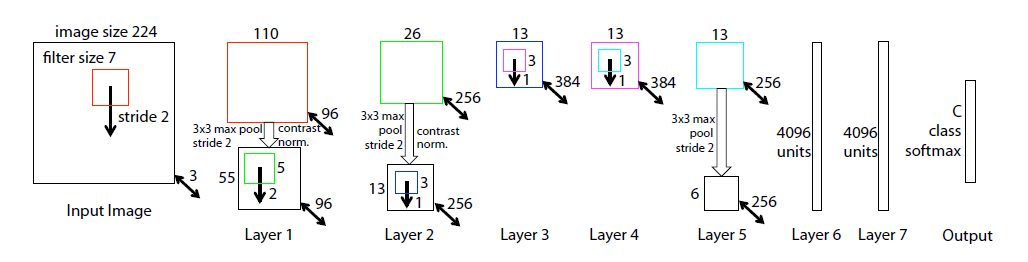 image size 224
filter size 7
stride 2
3
Input Image
110
96
3x3 max pool
stride 2
contrast
norm.
55
5
2
96
Layer 1
26
256
3x3 max
pool
stride 2
contrast
norm.
13
3
1
256
Layer 2
13
3
1
384
Layer 3
13
3
1
384
Layer 4
13
256
3x3 max
pool
stride 2
6
256
Layer 5
4096
units
Layer 6
4096
units
Layer 7
C
class
softmax
Output